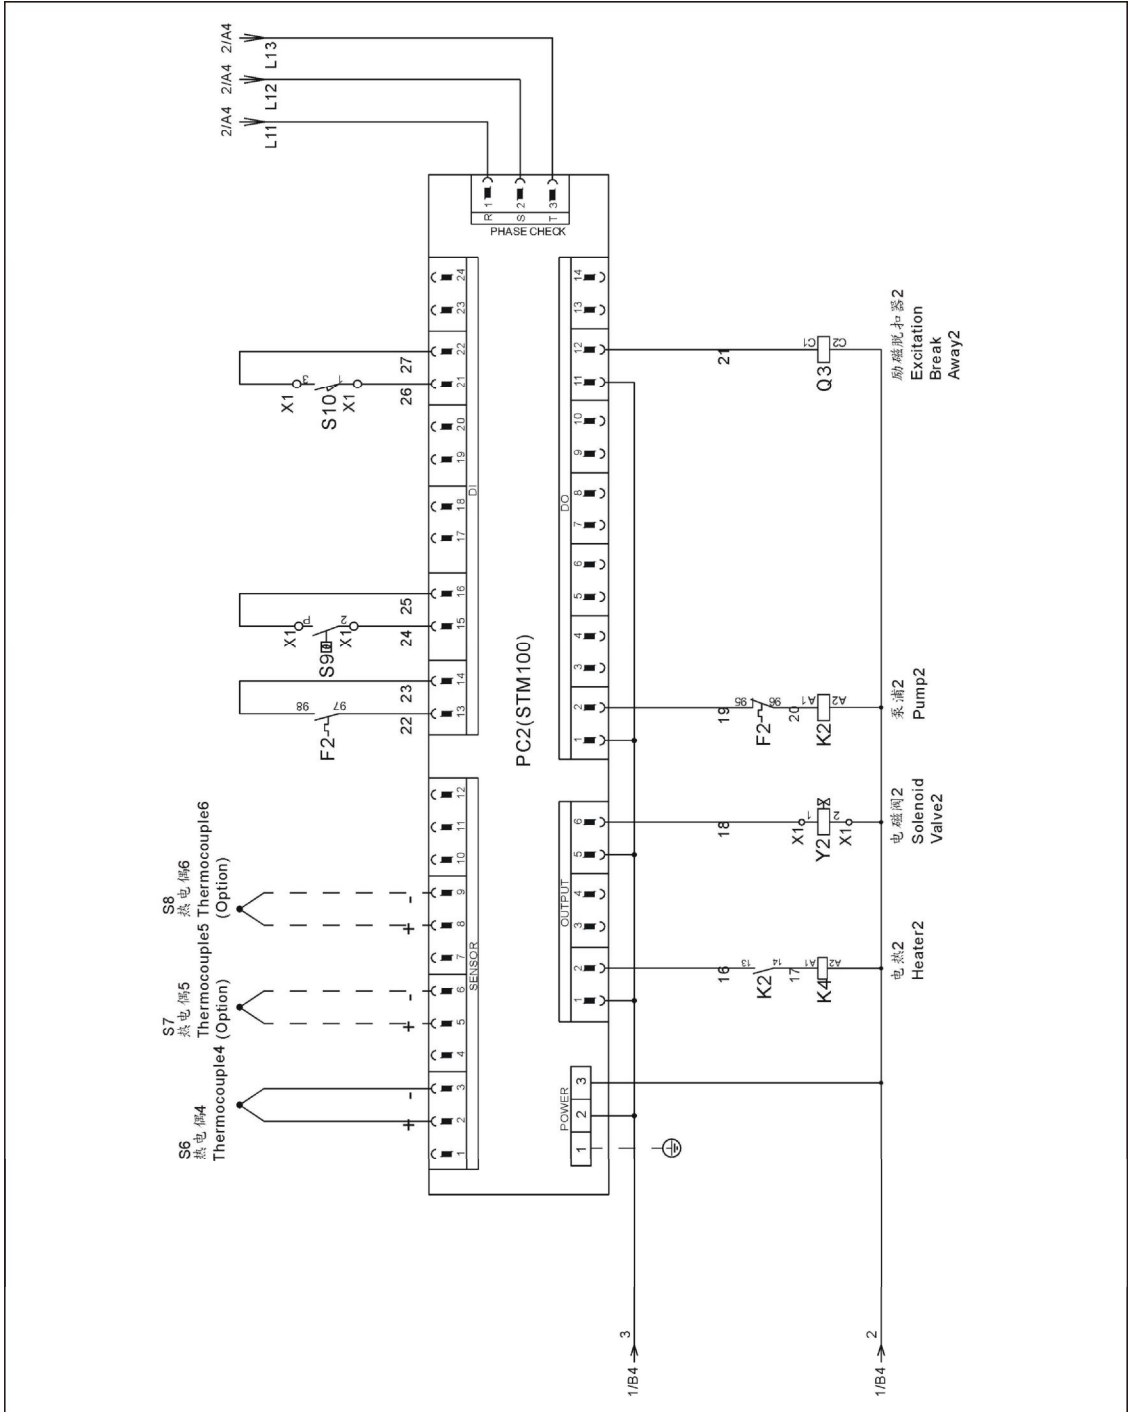 2/A4
L13
2/A4
L12
2/A4
L11
R 1
S 2
T 3
PHASE CHECK
S6
热电偶4
Thermocouple4
S7
热电偶5
Thermocouple5
(Option)
S8
热电偶6
Thermocouple6
(Option)
+
-
+
-
+
-
F2
98
97
22
23
X1
P
S9
2
X1
24
25
X1
3
S10
1
X1
26
27
1 2 3 4 5 6 7 8 9 10 11 12
SENSOR
13 14 15 16 17 18 19 20 21 22 23 24
DI
PC2(STM100)
POWER
1 2 3
OUTPUT
1 2 3 4 5 6
DO
1 2 3 4 5 6 7 8 9 10 11 12 13 14
16
13
K2
14
17
A1
K4
A2
18
X1
1
Y2
2
X1
19
95
F2
96
20
A1
K2
A2
21
C1
Q3
C2
电热2
Heater2
电磁阀2
Solenoid
Valve2
泵浦2
Pump2
励磁脱扣器2
Excitation
Break
Away2
1/B4
3
1/B4
2